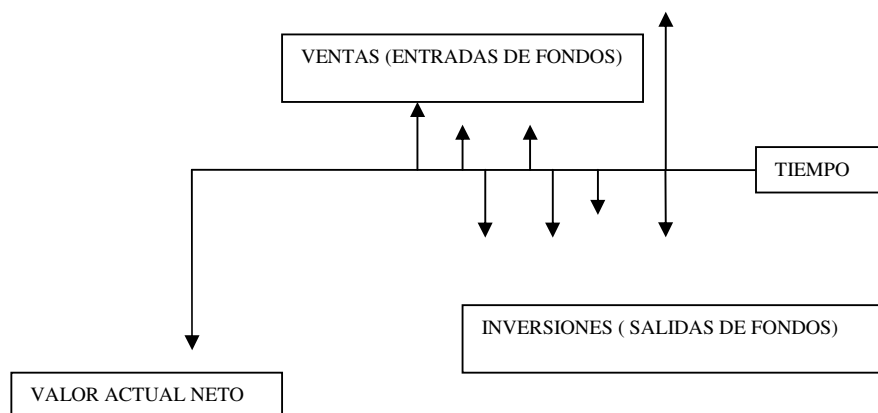 VENTAS (ENTRADAS DE FONDOS)
TIEMPO
INVERSIONES ( SALIDAS DE FONDOS)
VALOR ACTUAL NETO